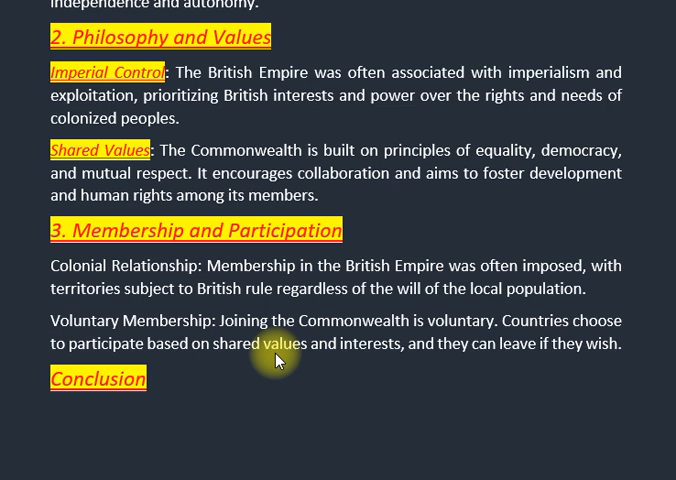 independence and autonomy.
2. Philosophy and Values
Imperial Control: The British Empire was often associated with imperialism and
exploitation, prioritizing British interests and power over the rights and needs of
colonized peoples.
Shared Values: The Commonwealth is built on principles of equality, democracy,
and mutual respect. It encourages collaboration and aims to foster development
and human rights among its members.
3. Membership and Participation
Colonial Relationship: Membership in the British Empire was often imposed, with
territories subject to British rule regardless of the will of the local population.
Voluntary Membership: Joining the Commonwealth is voluntary. Countries choose
to participate based on shared values and interests, and they can leave if they wish.
Conclusion